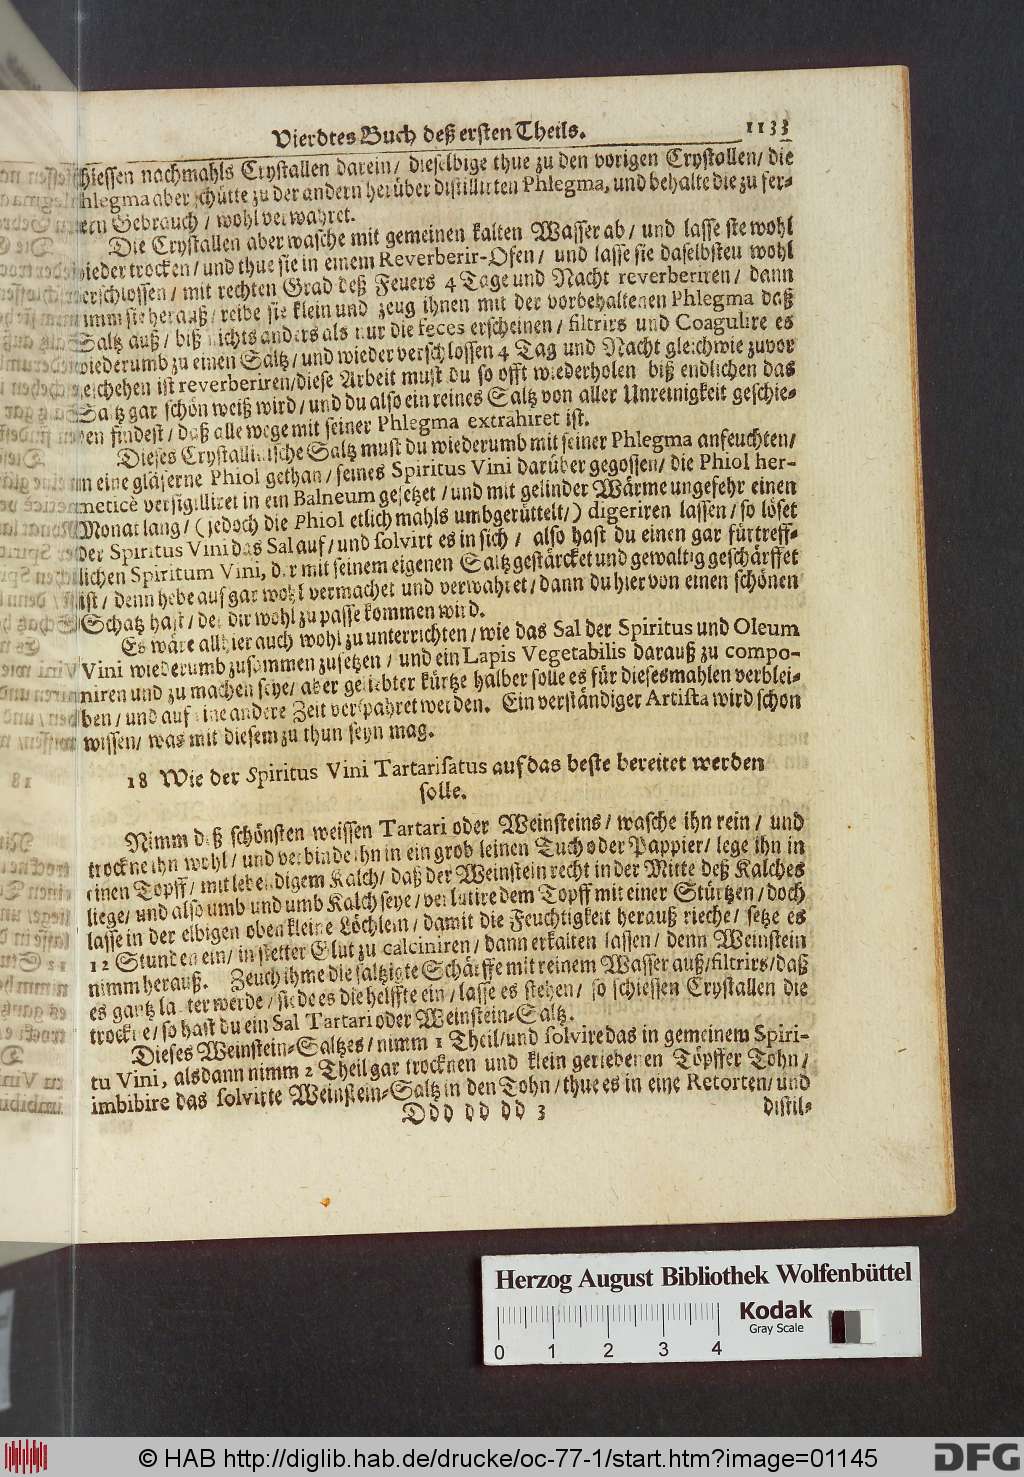 Vierdtes Buch deß ersten Theils. 1133
hiessen nachmahls Crystallen darein/ dieselbige thue zu den vorigen Crystallen/ die
hlegma aber schütte zu der andern herüber distillirten Phlegma, und behalte die zu fer-
ern Gebrauch/ wohl verwahret.
Die Crystallen aber wasche mit gemeinen kalten Wasser ab/ und lasse sie wohl
ieder trocken/ und thue sie in einem Reverberir-Ofen/ und lasse sie daselbsten wohl
erschlossen/ mit rechten Grad deß Feuers 4 Tage und Nacht reverberiren/ dann
imm sie herauß/ reibe sie klein und zeug ihnen mit der vorbehaltenen Phlegma daß
Saltz auß/ biß nichts anders als nur die feces erscheinen/ filtrirs und Coagulire es
iederumb zu einen Saltz/ und wieder verschlossen 4 Tag und Nacht gleichwie zuvor
eschehen ist reverberiren/ diese Arbeit must du so offt wiederholen biß endlichen das
Saltz gar schön weiß wird/ und du also ein reines Saltz von aller Unreinigkeit geschie-
en findest/ daß alle wege mit seiner Phlegma extrahiret ist.
Dieses Crystallinische Saltz must du wiederumb mit seiner Phlegma anfeuchten/
in eine gläserne Phiol gethan/ seines Spiritus Vini darüber gegossen/ die Phiol her-
meticè versigilliret in ein Balneum gesetzet/ und mit gelinder Wärme ungefehr einen
Monat lang/ (jedoch die Phiol etlich mahls umbgerüttelt/) digeriren lassen/ so löset
der Spiritus Vini das Sal auf/ und solvirt es in sich/ also hast du einen gar fürtreff-
lichen Spiritum Vini, der mit seinem eigenen Saltz gestärcket und gewaltig geschärffet
ist/ denn hebe auf gar wohl vermachet und verwahret/ dann du hier von einen schönen
Schatz hast/ der dir wohl zu passe kommen wird.
Es wäre allhier auch wohl zu unterrichten/ wie das Sal der Spiritus und Oleum
Vini wiederumb zusammen zusetzen/ und ein Lapis Vegetabilis darauß zu compo-
niren und zu machen seye/ aber geliebter kürtze halber solle es für diesesmahlen verblei-
ben/ und auf eine andere Zeit verspahret werden. Ein verständiger Artista wird schon
wissen/ was mit diesem zu thun seyn mag.
18 Wie der Spiritus Vini Tartarisatus auf das beste bereitet werden
solle.
Nimm deß schönsten weissen Tartari oder Weinsteins/ wasche ihn rein/ und
trockne ihn wohl/ und verbinde ihn in ein grob leinen Tuch oder Pappier/ lege ihn in
einen Topff/ mit lebendigem Kalch/ daß der Weinstein recht in der Mitte deß Kalches
liege/ und also umb und umb Kalch seye/ verlutire dem Topff mit einer Stürtzen/ doch
lasse in der selbigen oben kleine Löchlein/ damit die Feuchtigkeit herauß rieche/ setze es
12 Stunden ein/ in stetter Glut zu calciniren/ dann erkalten lassen/ denn Weinstein
nimm herauß. Zeuch ihme die saltzigte Schärffe mit reinem Wasser auß/ filtrirs/ daß
es gantz lauter werde/ siede es die helffte ein/ lasse es stehen/ so schiessen Crystallen die
trockne/ so hast du ein Sal Tartari oder Weinstein-Saltz.
Dieses Weinstein-Saltzes/ nimm 1 Theil/ und solvire das in gemeinem Spiri-
tu Vini, alsdann nimm 2 Theil gar trocknen und klein geriebenen Töpffer Tohn/
imbibire das solvirte Weinstein-Saltz in den Tohn/ thue es in eine Retorten/ und
Ddd dd dd 3 distil-
Herzog August Bibliothek Wolfenbüttel
Kodak
Gray Scale
0 1 2 3 4
© HAB http://diglib.hab.de/drucke/oc-77-1/start.htm?image=01145 DFG